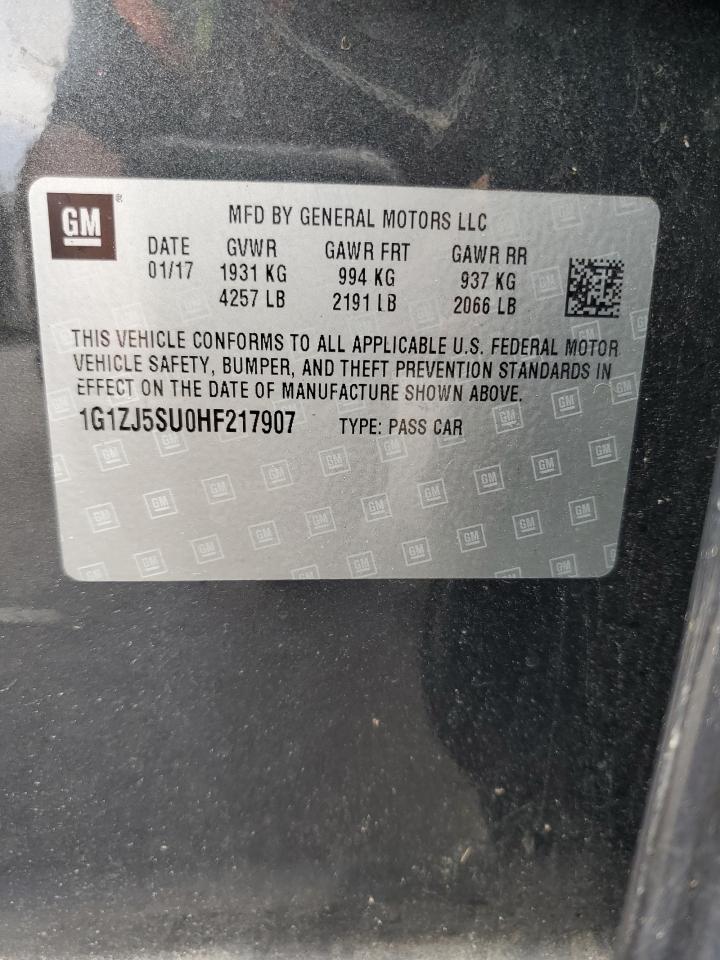 GM®
MFD BY GENERAL MOTORS LLC
DATE GVWR GAWR FRT GAWR RR
01/17 1931 KG 994 KG 937 KG
4257 LB 2191 LB 2066 LB
THIS VEHICLE CONFORMS TO ALL APPLICABLE U.S. FEDERAL MOTOR
VEHICLE SAFETY, BUMPER, AND THEFT PREVENTION STANDARDS IN
EFFECT ON THE DATE OF MANUFACTURE SHOWN ABOVE.
1G1ZJ5SU0HF217907 TYPE: PASS CAR